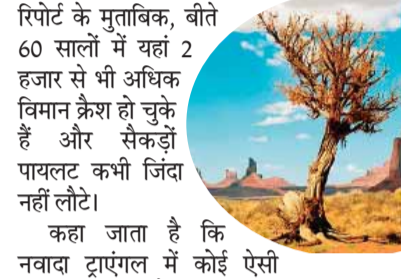 रिपोर्ट के मुताबिक, बीते
60 सालों में यहां 2
हजार से भी अधिक
विमान क्रैश हो चुके
हैं और सैकड़ों
पायलट कभी जिंदा
नहीं लौटे।
कहा जाता है कि
नवादा ट्राएंगल में कोई ऐसी